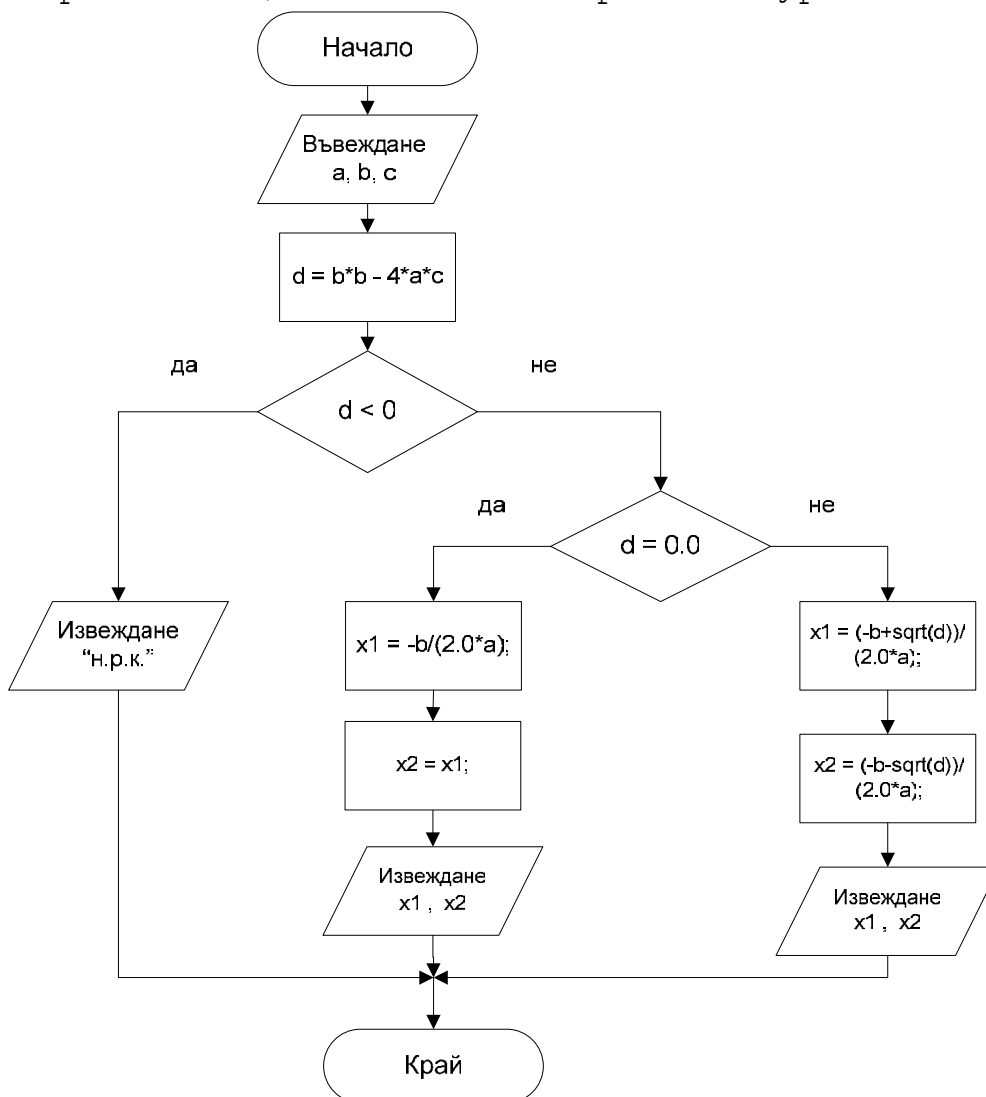 Начало
Въвеждане
a, b, c
d = b*b - 4*a*c
да
не
d < 0
да
не
d = 0.0
Извеждане
“н.р.к.”
x1 = -b/(2.0*a);
x1 = (-b+sqrt(d))/
(2.0*a);
x2 = x1;
x2 = (-b-sqrt(d))/
(2.0*a);
Извеждане
x1 , x2
Извеждане
x1 , x2
Край